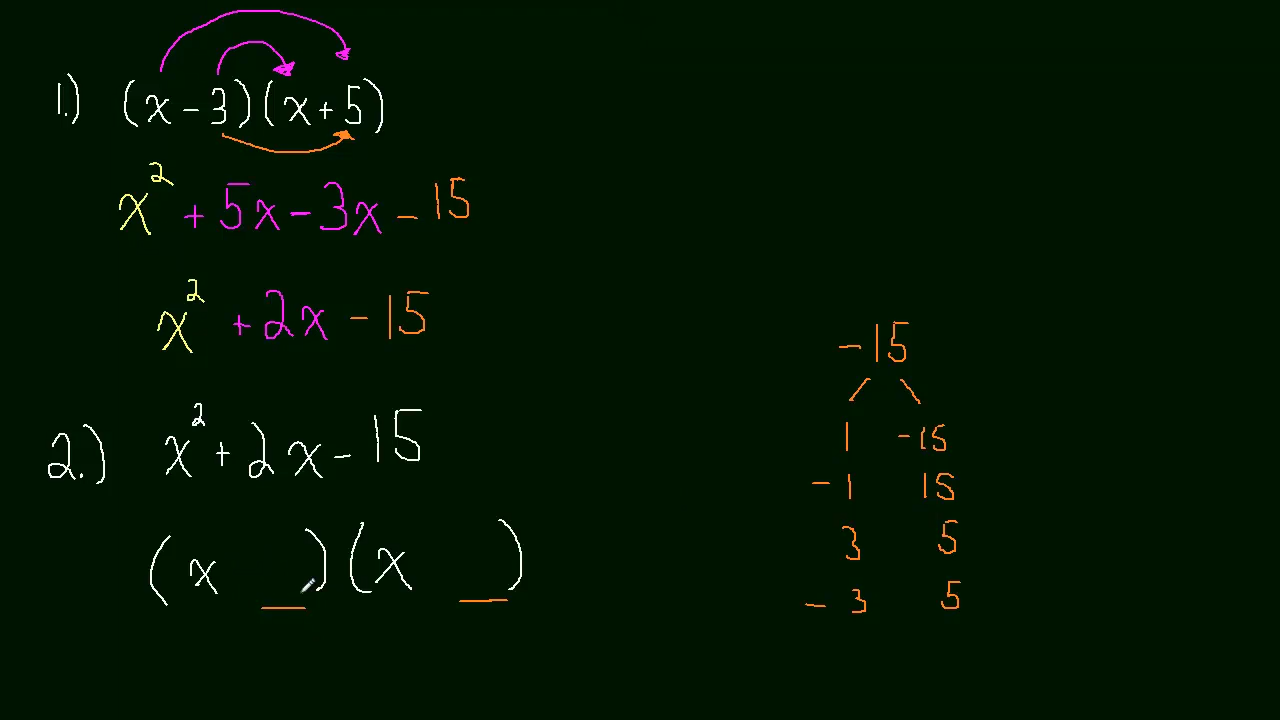 1.) (x - 3)(x + 5)
x² + 5x - 3x - 15
x² + 2x - 15
2.) x² + 2x - 15
(x __)(x __)
-15
1 -15
-1 15
3 5
-3 5